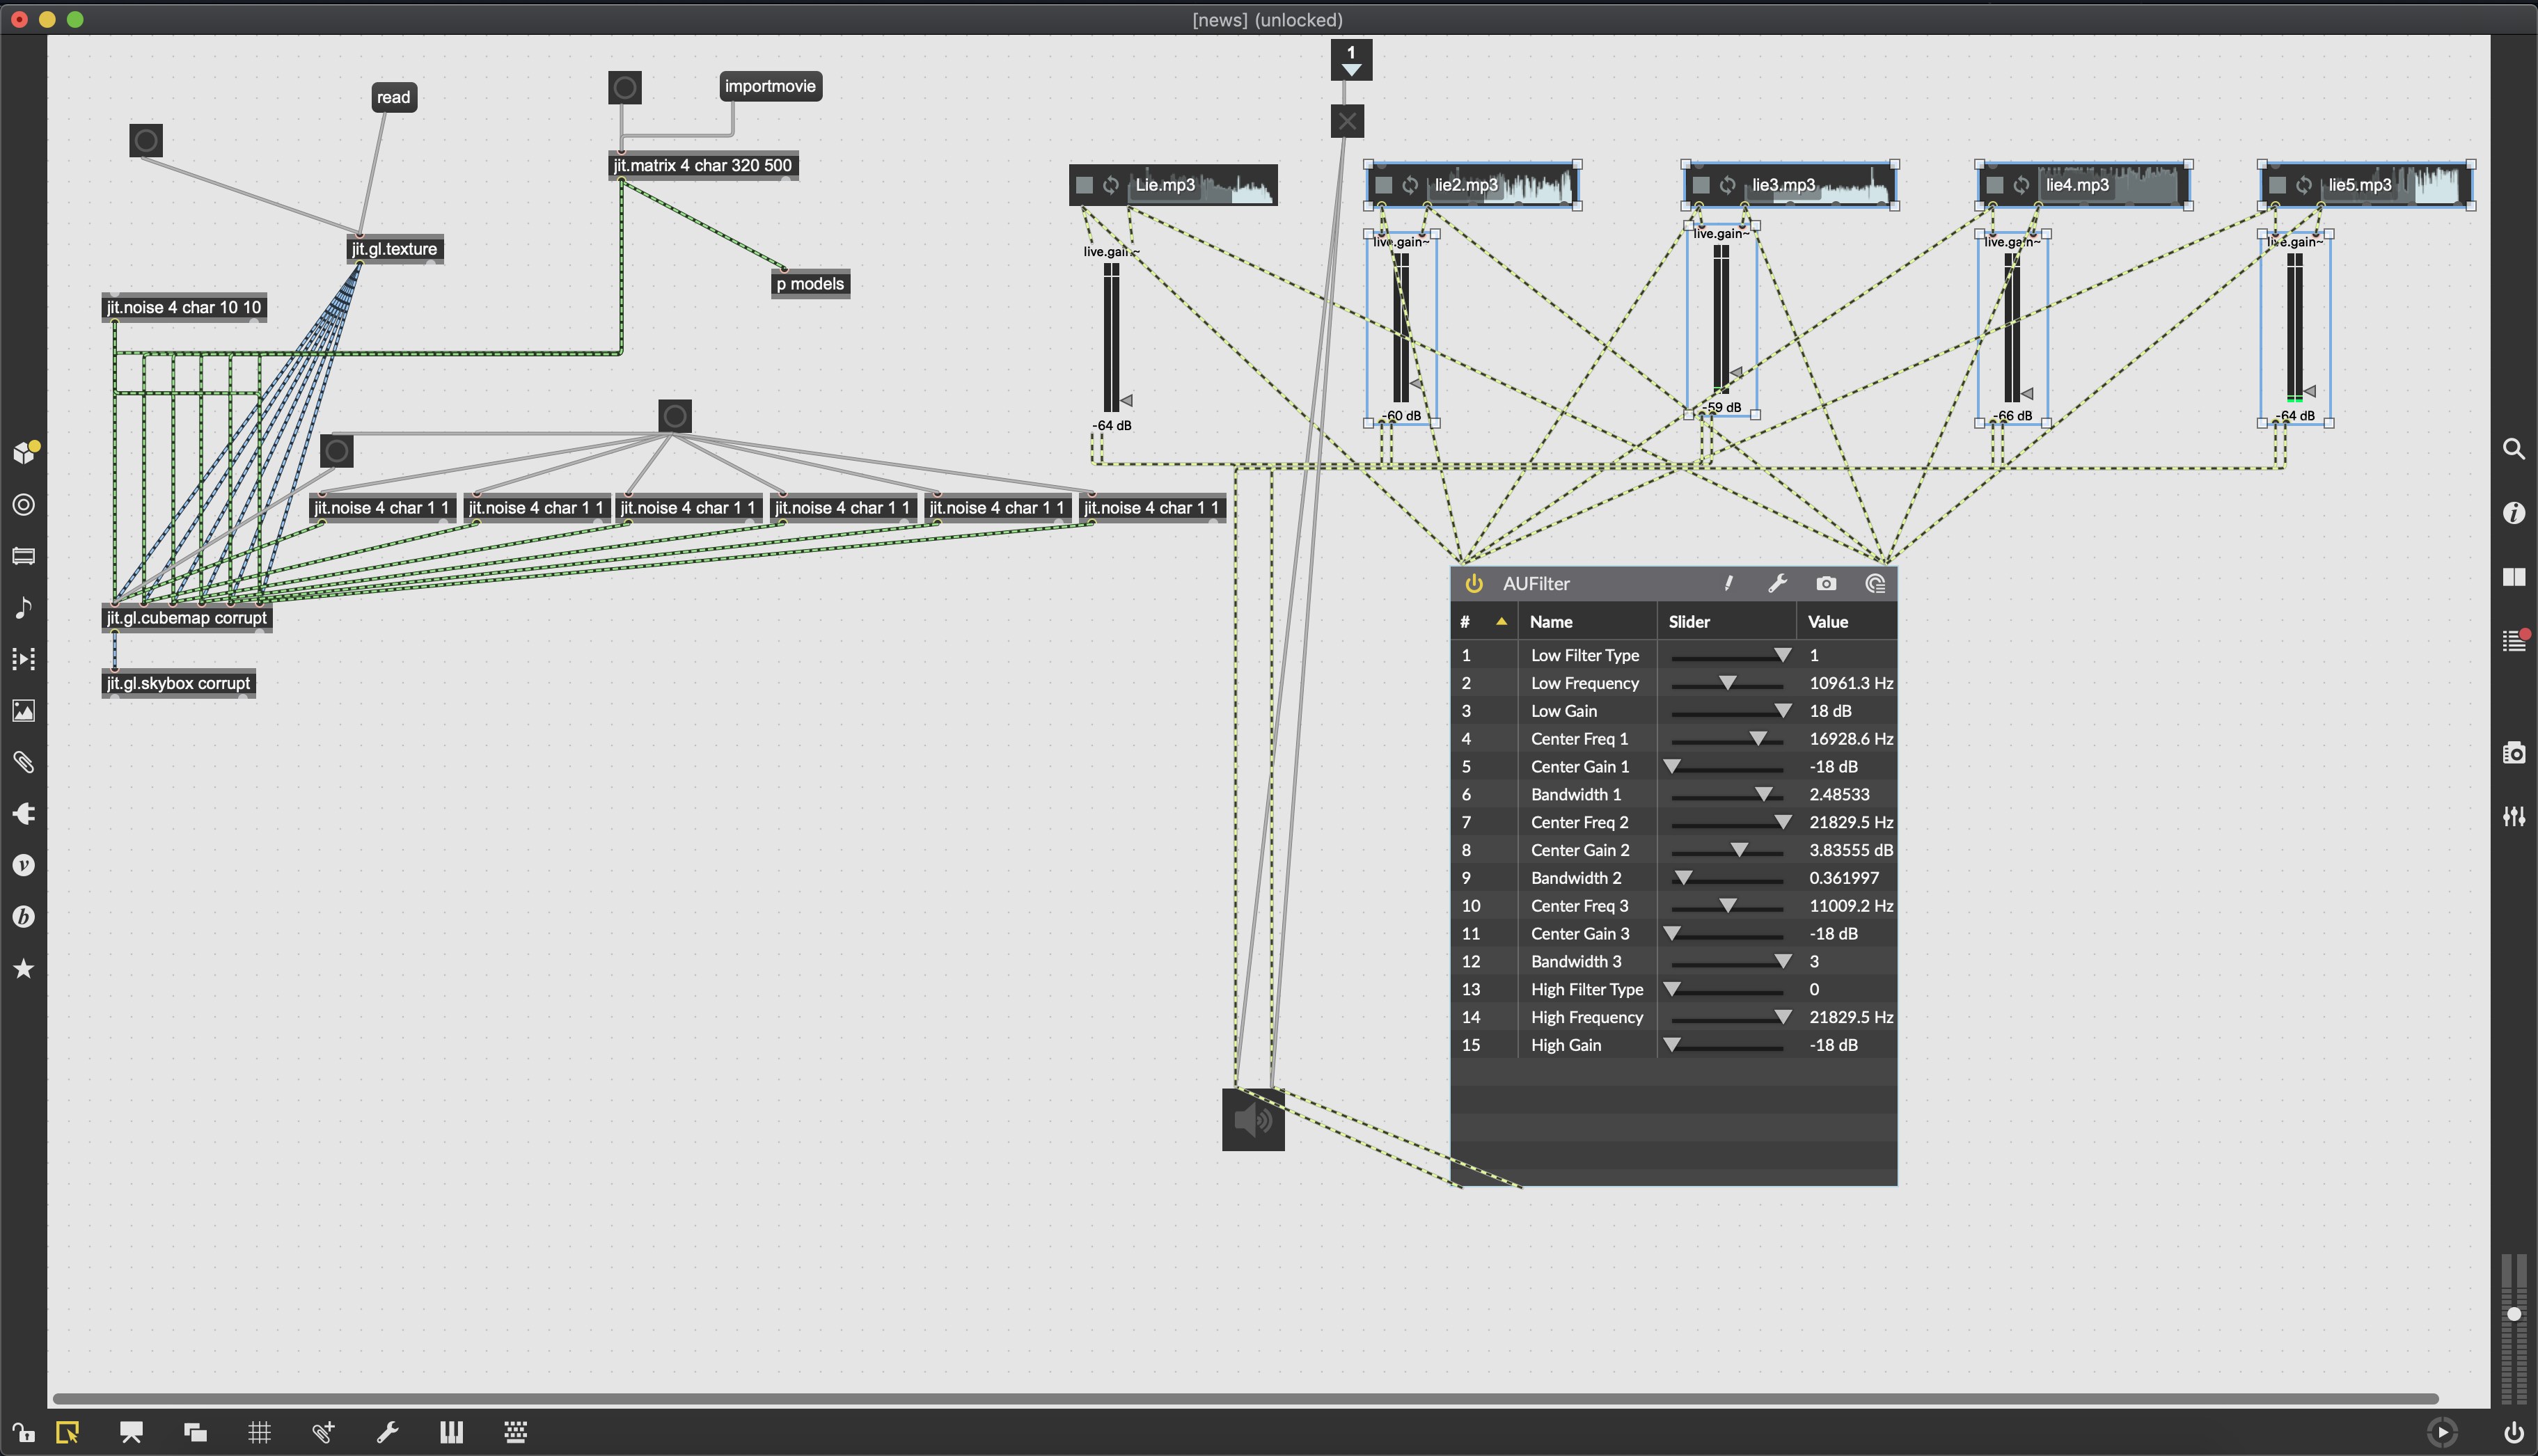 [news] (unlocked)
1
read
importmovie
jit.matrix 4 char 320 500
Lie.mp3
lie2.mp3
lie3.mp3
lie4.mp3
lie5.mp3
jit.gl.texture
live.gain~
live.gain~
live.gain~
live.gain~
live.gain~
p models
jit.noise 4 char 10 10
-64 dB
-60 dB
-59 dB
-66 dB
-64 dB
jit.noise 4 char 1 1
jit.noise 4 char 1 1
jit.noise 4 char 1 1
jit.noise 4 char 1 1
jit.noise 4 char 1 1
jit.noise 4 char 1 1
jit.gl.cubemap corrupt
jit.gl.skybox corrupt
AUFilter
# Name Slider Value
1 Low Filter Type 1
2 Low Frequency 10961.3 Hz
3 Low Gain 18 dB
4 Center Freq 1 16928.6 Hz
5 Center Gain 1 -18 dB
6 Bandwidth 1 2.48533
7 Center Freq 2 21829.5 Hz
8 Center Gain 2 3.83555 dB
9 Bandwidth 2 0.361997
10 Center Freq 3 11009.2 Hz
11 Center Gain 3 -18 dB
12 Bandwidth 3 3
13 High Filter Type 0
14 High Frequency 21829.5 Hz
15 High Gain -18 dB